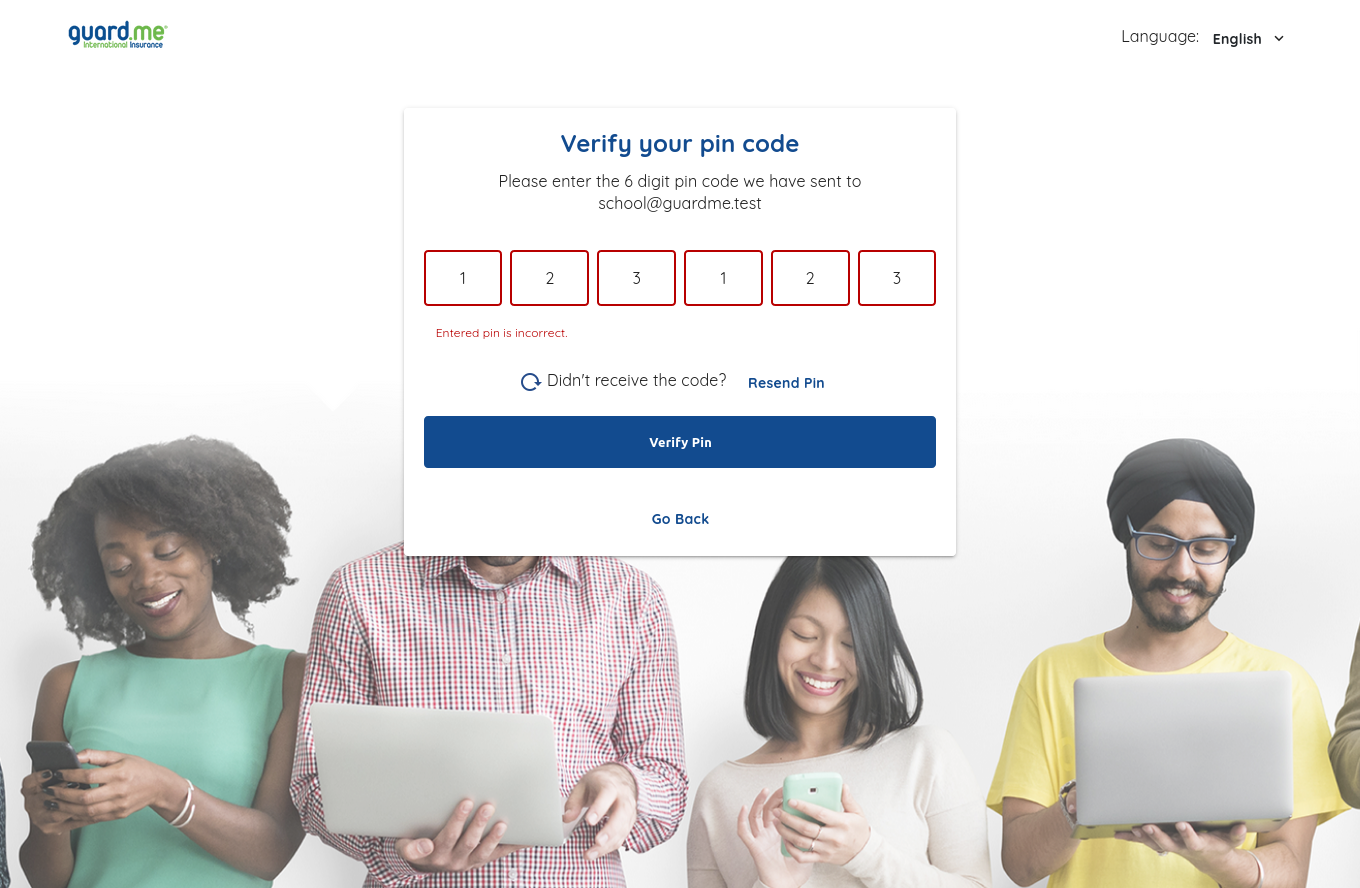 guard.me
International Insurance
Language: English
Verify your pin code
Please enter the 6 digit pin code we have sent to
school@guardme.test
1 2 3 1 2 3
Entered pin is incorrect.
Didn't receive the code? Resend Pin
Verify Pin
Go Back